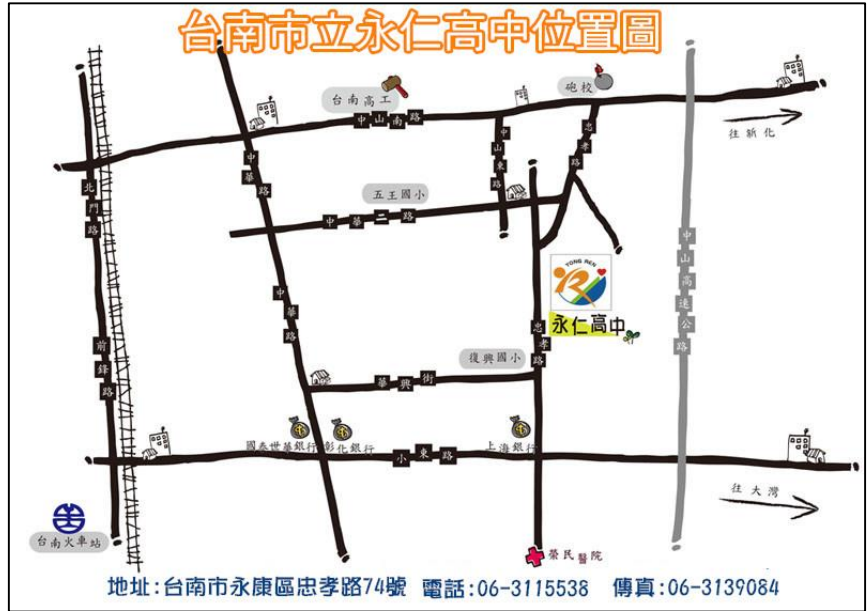 台南市立永仁高中位置圖
台南高工
砲校
中山南路
往新化
中華路
中山東路
忠孝路
北門路
五王國小
中華二路
中山高速公路
YONG REN
永仁高中
中華路
忠孝路
前鋒路
復興國小
華興街
國泰世華銀行
彰化銀行
上海銀行
小東路
往大灣
台南火車站
榮民醫院
地址:台南市永康區忠孝路74號 電話:06-3115538 傳真:06-3139084